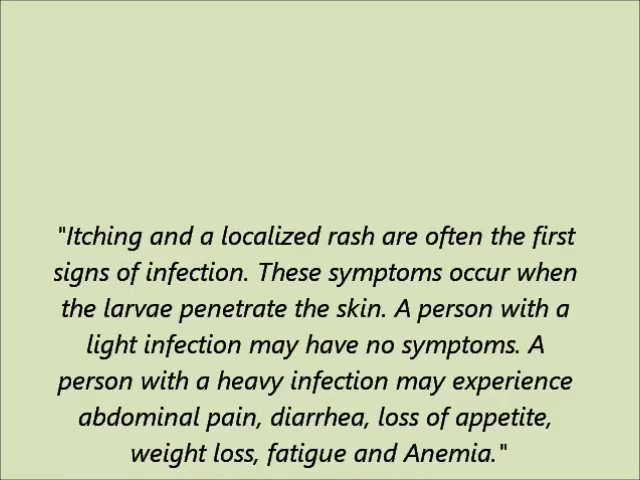 "Itching and a localized rash are often the first
signs of infection. These symptoms occur when
the larvae penetrate the skin. A person with a
light infection may have no symptoms. A
person with a heavy infection may experience
abdominal pain, diarrhea, loss of appetite,
weight loss, fatigue and Anemia."